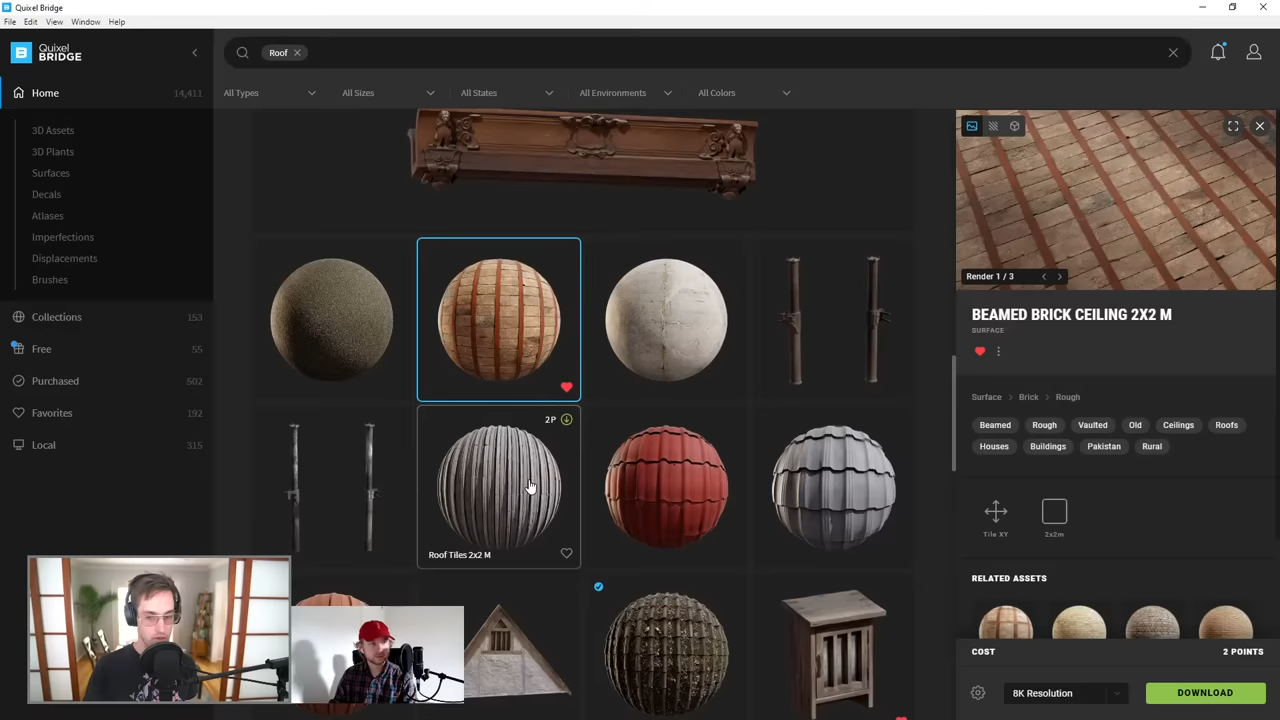 Quixel Bridge
File Edit View Window Help
Quixel
BRIDGE
Roof
Home 14,411
All Types All Sizes All States All Environments All Colors
3D Assets
3D Plants
Surfaces
Decals
Atlases
Imperfections
Displacements
Brushes
Collections 153
Free 55
Purchased 502
Favorites 192
Local 315
2P
Roof Tiles 2x2 M
Render 1 / 3
BEAMED BRICK CEILING 2X2 M
SURFACE
Surface > Brick > Rough
Beamed Rough Vaulted Old Ceilings Roofs
Houses Buildings Pakistan Rural
Tile XY 2x2m
RELATED ASSETS
COST 2 POINTS
8K Resolution DOWNLOAD